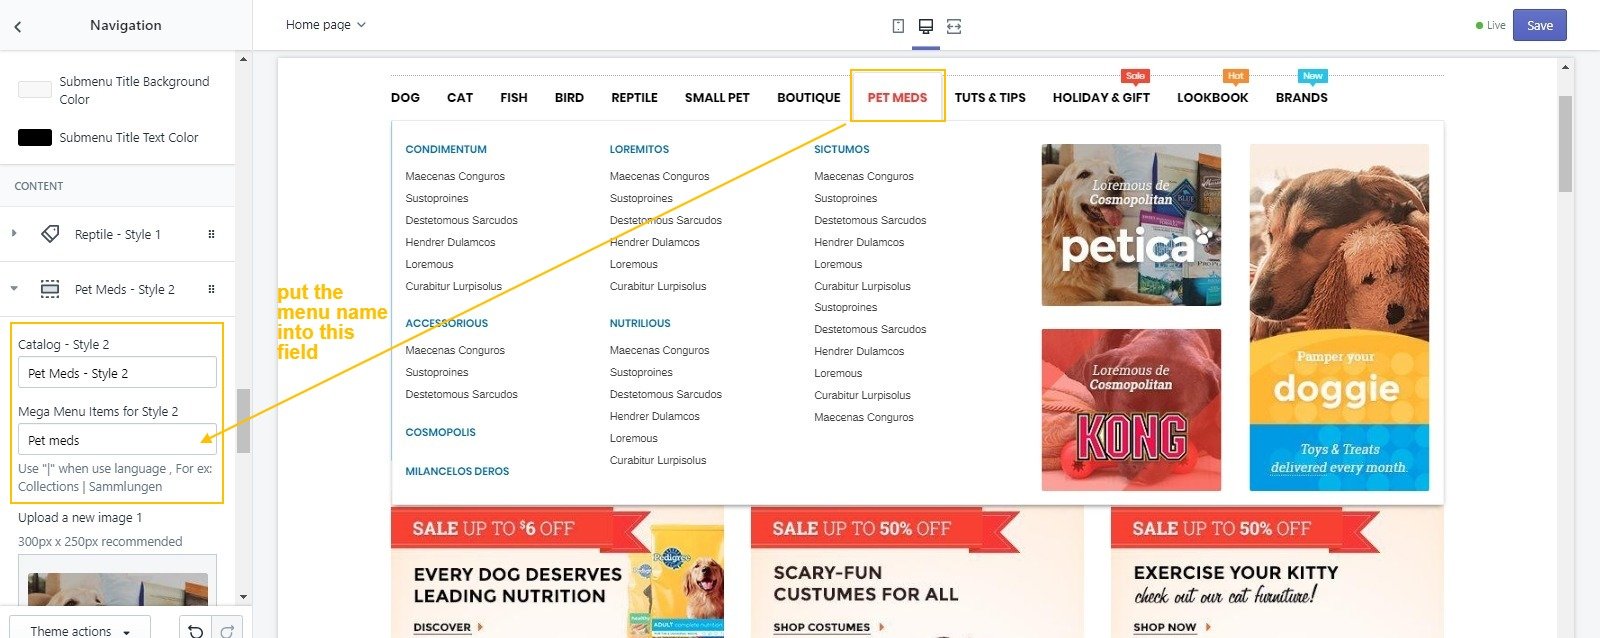 Navigation
Home page
Live
Save
Submenu Title Background
Color
Submenu Title Text Color
CONTENT
Reptile - Style 1
Pet Meds - Style 2
Catalog - Style 2
Pet Meds - Style 2
Mega Menu Items for Style 2
Pet meds
Use "|" when use language , For ex:
Collections | Sammlungen
Upload a new image 1
300px x 250px recommended
Theme actions
put the
menu name
into this
field
Sale
Hot
New
DOG CAT FISH BIRD REPTILE SMALL PET BOUTIQUE PET MEDS TUTS & TIPS HOLIDAY & GIFT LOOKBOOK BRANDS
CONDIMENTUM
Maecenas Conguros
Sustoproines
Destetomous Sarcudos
Hendrer Dulamcos
Loremous
Curabitur Lurpisolus
ACCESSORIOUS
Maecenas Conguros
Sustoproines
Destetomous Sarcudos
COSMOPOLIS
MILANCELOS DEROS
LOREMITOS
Maecenas Conguros
Sustoproines
Destetomous Sarcudos
Hendrer Dulamcos
Loremous
Curabitur Lurpisolus
NUTRILIOUS
Maecenas Conguros
Sustoproines
Destetomous Sarcudos
Hendrer Dulamcos
Loremous
Curabitur Lurpisolus
SICTUMOS
Maecenas Conguros
Sustoproines
Destetomous Sarcudos
Hendrer Dulamcos
Loremous
Curabitur Lurpisolus
Sustoproines
Destetomous Sarcudos
Hendrer Dulamcos
Loremous
Curabitur Lurpisolus
Maecenas Conguros
Loremous de
Cosmopolitan
petica
Loremous de
Cosmopolitan
KONG
Pamper your
doggie
Toys & Treats
delivered every month.
SALE UP TO $6 OFF
EVERY DOG DESERVES
LEADING NUTRITION
DISCOVER
Pedigree
SALE UP TO 50% OFF
SCARY-FUN
CUSTUMES FOR ALL
SHOP COSTUMES
SALE UP TO 50% OFF
EXERCISE YOUR KITTY
check out our cat furniture!
SHOP NOW